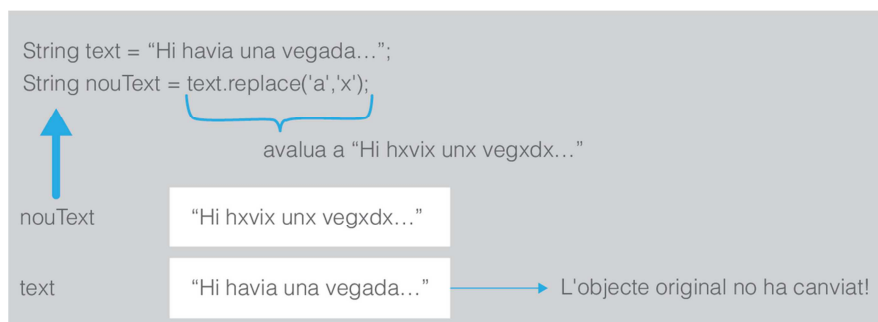 String text = “Hi havia una vegada…”;
String nouText = text.replace('a','x');
avalua a “Hi hxvix unx vegxdx…”
nouText “Hi hxvix unx vegxdx…”
text “Hi havia una vegada…” L'objecte original no ha canviat!